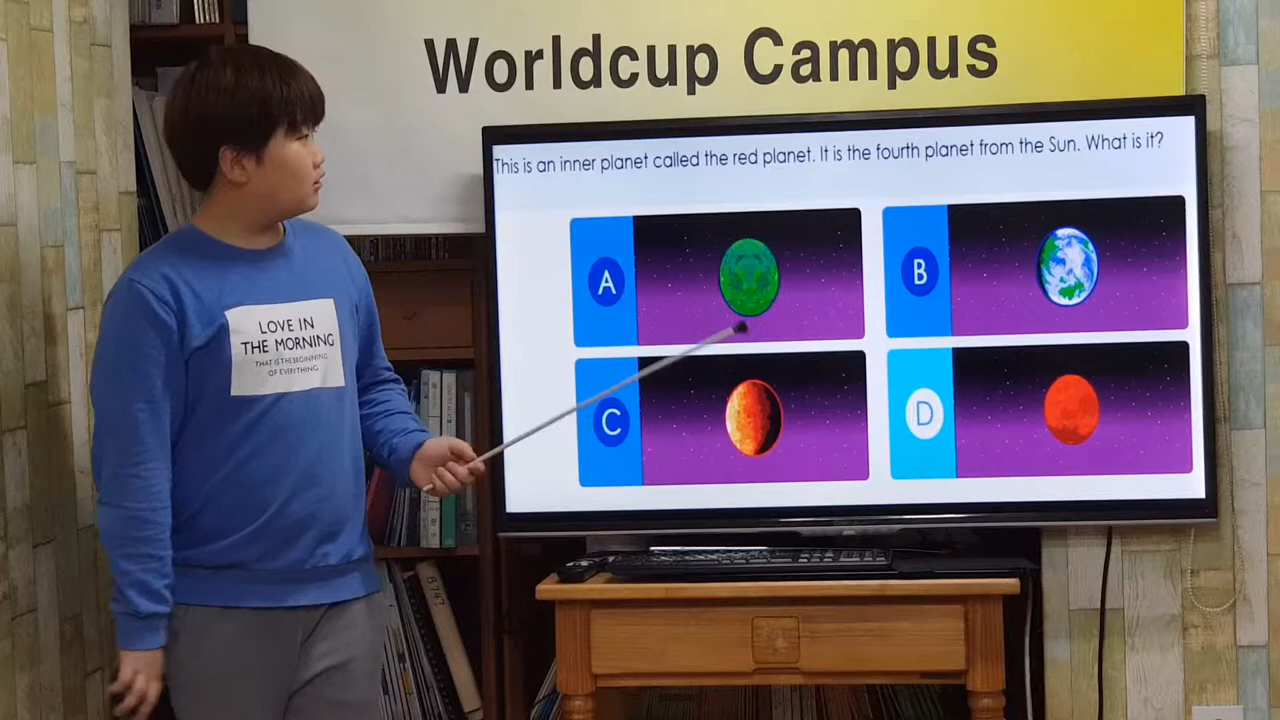 Worldcup Campus
This is an inner planet called the red planet. It is the fourth planet from the Sun. What is it?
A
B
C
D
LOVE IN
THE MORNING
THAT IS THE BEGINNING
OF EVERYTHING
B747